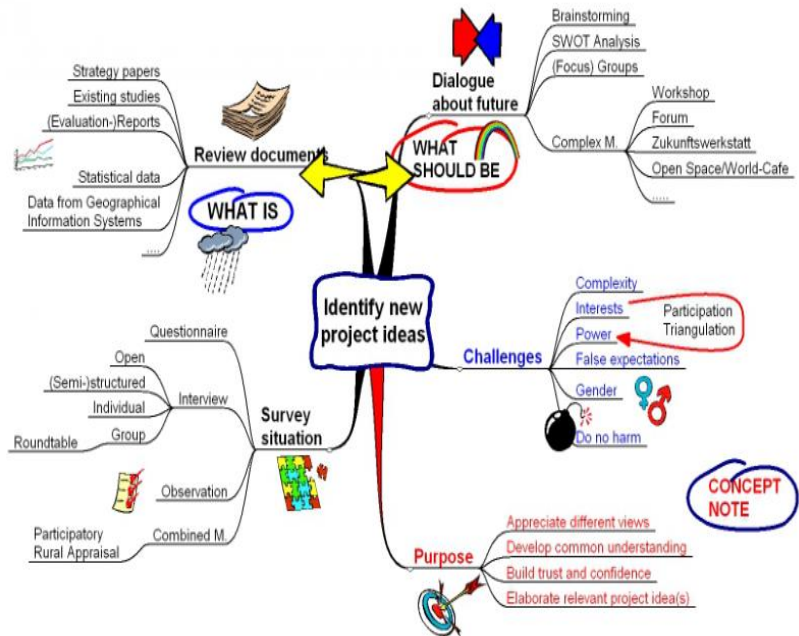 Identify new
project ideas
Review documents
Strategy papers
Existing studies
(Evaluation-)Reports
Statistical data
Data from Geographical
Information Systems
....
WHAT IS
Dialogue
about future
Brainstorming
SWOT Analysis
(Focus) Groups
Complex M.
Workshop
Forum
Zukunftswerkstatt
Open Space/World-Cafe
.....
WHAT
SHOULD BE
Challenges
Complexity
Interests
Power
False expectations
Gender
Do no harm
Participation
Triangulation
Survey
situation
Questionnaire
Interview
Open
(Semi-)structured
Individual
Group
Roundtable
Observation
Combined M.
Participatory
Rural Appraisal
Purpose
Appreciate different views
Develop common understanding
Build trust and confidence
Elaborate relevant project idea(s)
CONCEPT
NOTE